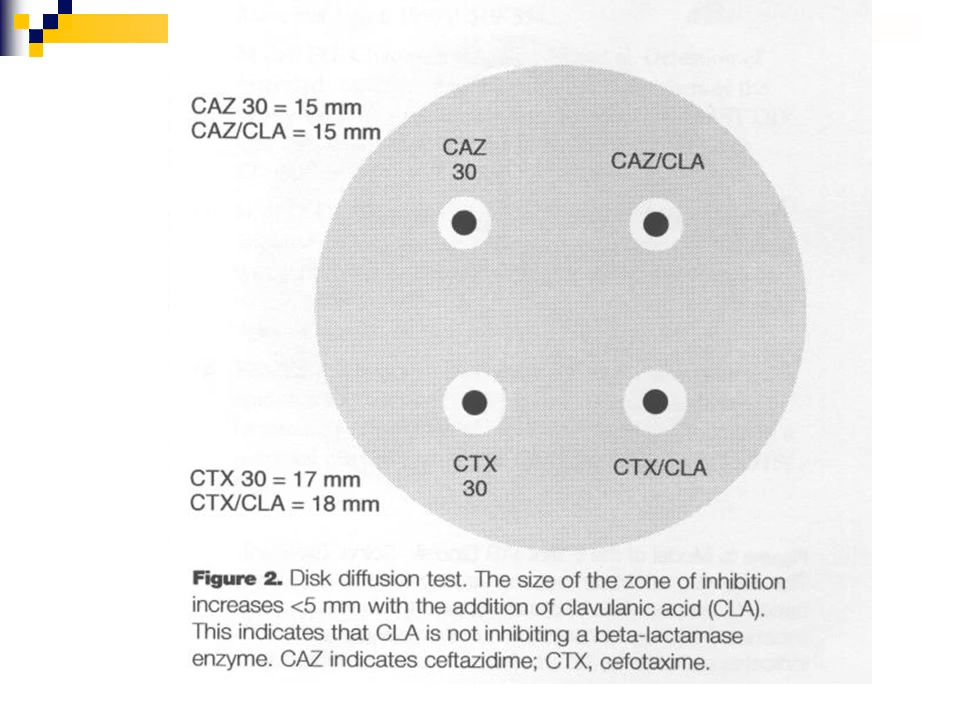 CAZ 30 = 15 mm
CAZ/CLA = 15 mm
CAZ
30
CAZ/CLA
CTX 30 = 17 mm
CTX/CLA = 18 mm
CTX
30
CTX/CLA
Figure 2. Disk diffusion test. The size of the zone of inhibition
increases <5 mm with the addition of clavulanic acid (CLA).
This indicates that CLA is not inhibiting a beta-lactamase
enzyme. CAZ indicates ceftazidime; CTX, cefotaxime.